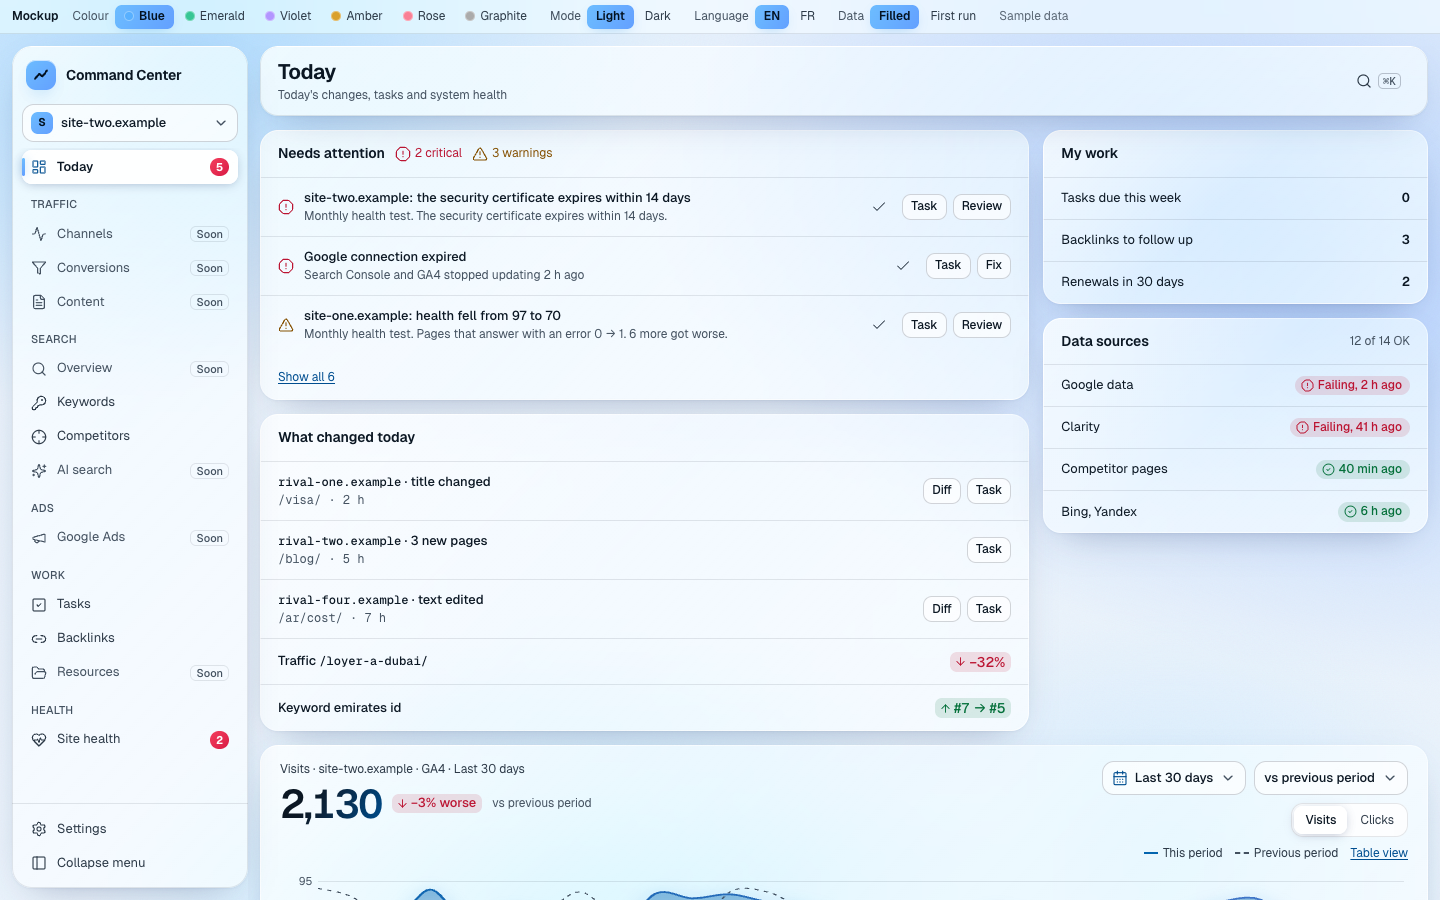 Mockup Colour Blue Emerald Violet Amber Rose Graphite Mode Light Dark Language EN FR Data Filled First run Sample data
Command Center
S site-two.example
Today 5
TRAFFIC
Channels Soon
Conversions Soon
Content Soon
SEARCH
Overview Soon
Keywords
Competitors
AI search Soon
ADS
Google Ads Soon
WORK
Tasks
Backlinks
Resources Soon
HEALTH
Site health 2
Settings
Collapse menu
Today
Today's changes, tasks and system health
⌘K
Needs attention 2 critical 3 warnings
site-two.example: the security certificate expires within 14 days
Monthly health test. The security certificate expires within 14 days.
Task Review
Google connection expired
Search Console and GA4 stopped updating 2 h ago
Task Fix
site-one.example: health fell from 97 to 70
Monthly health test. Pages that answer with an error 0 → 1. 6 more got worse.
Task Review
Show all 6
What changed today
rival-one.example · title changed
/visa/ · 2 h
Diff Task
rival-two.example · 3 new pages
/blog/ · 5 h
Task
rival-four.example · text edited
/ar/cost/ · 7 h
Diff Task
Traffic /loyer-a-dubai/ ↓ −32%
Keyword emirates id ↑ #7 → #5
My work
Tasks due this week 0
Backlinks to follow up 3
Renewals in 30 days 2
Data sources 12 of 14 OK
Google data Failing, 2 h ago
Clarity Failing, 41 h ago
Competitor pages 40 min ago
Bing, Yandex 6 h ago
Visits · site-two.example · GA4 · Last 30 days
2,130 ↓ −3% worse vs previous period
Last 30 days vs previous period
Visits Clicks
This period Previous period Table view
95